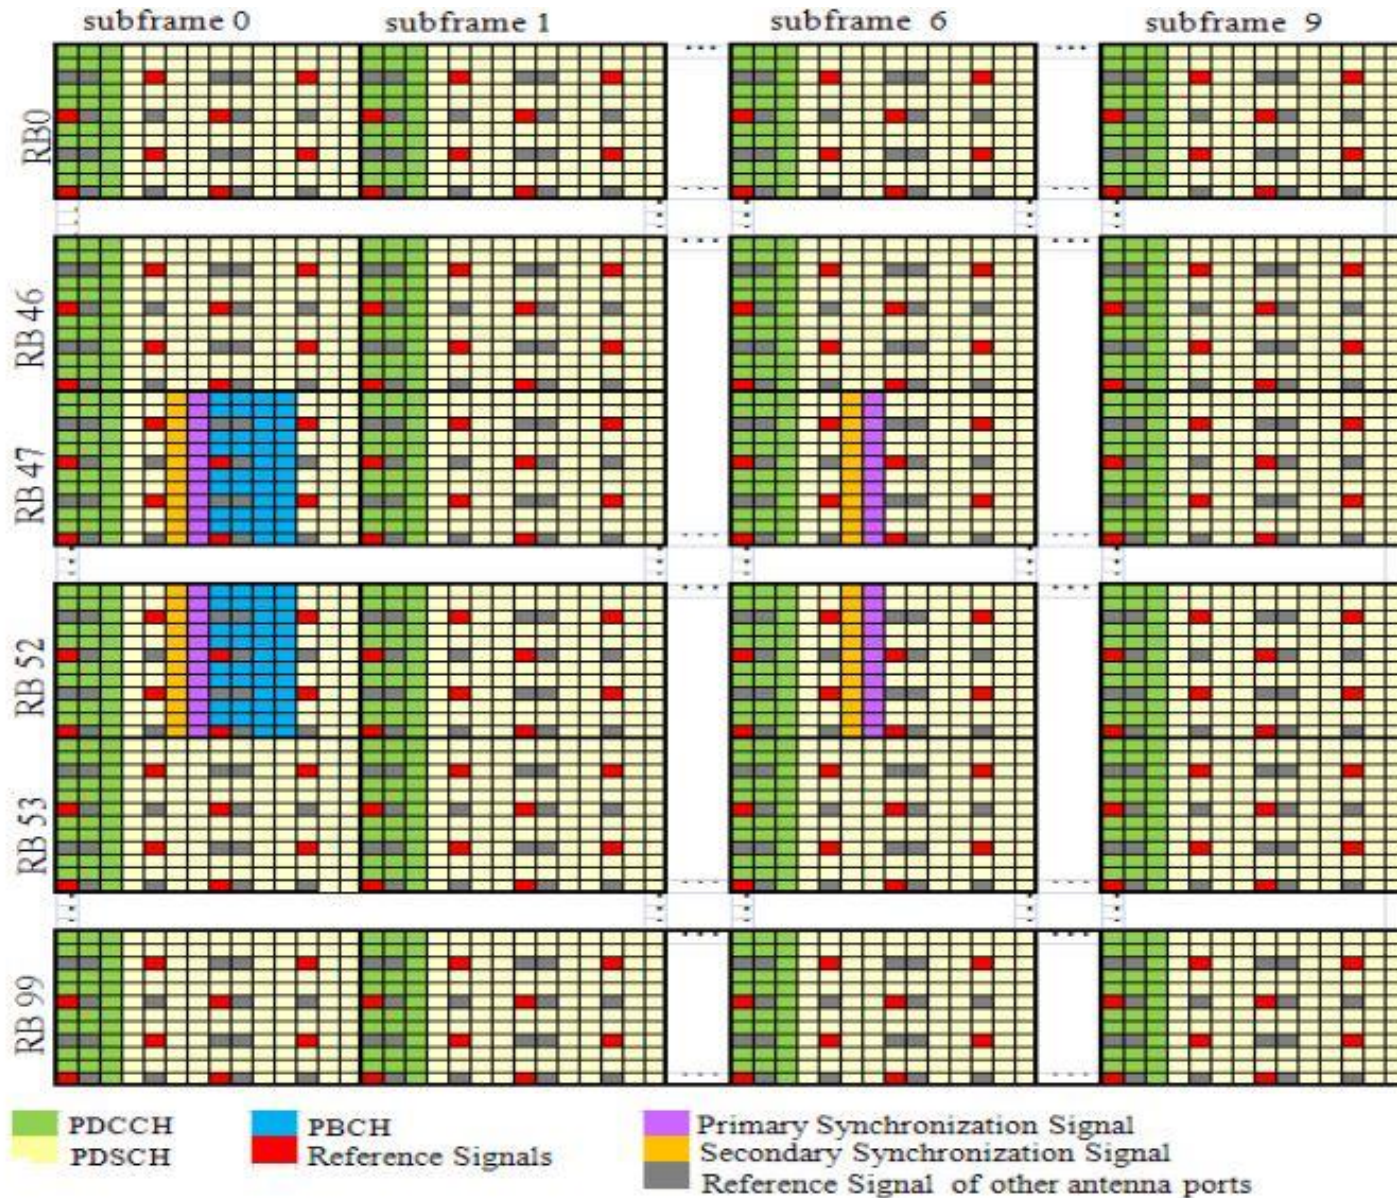 subframe 0 subframe 1 subframe 6 subframe 9
RB0
RB 46
RB 47
RB 52
RB 53
RB 99
PDCCH PBCH Primary Synchronization Signal
PDSCH Reference Signals Secondary Synchronization Signal
Reference Signal of other antenna ports